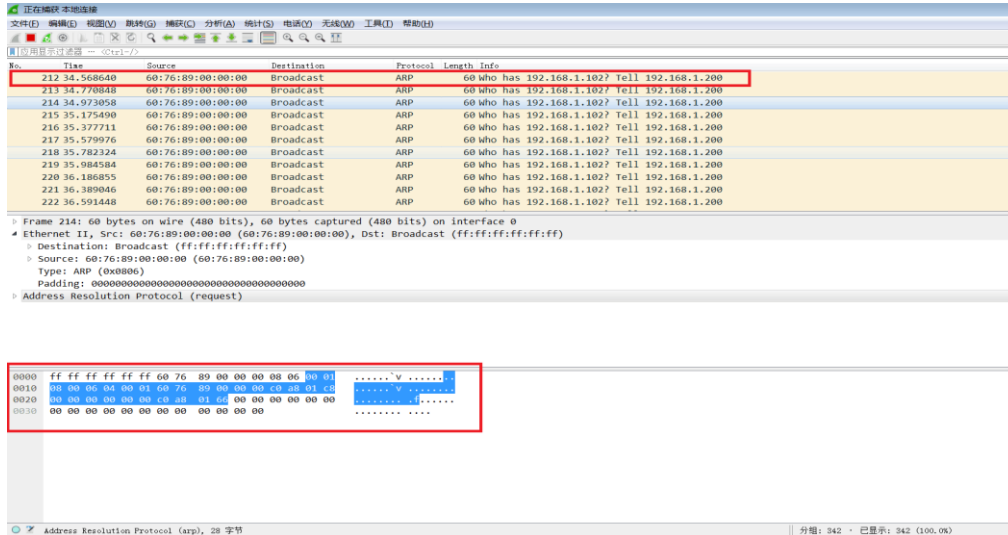 正在捕获 本地连接
文件(F) 编辑(E) 视图(V) 跳转(G) 捕获(C) 分析(A) 统计(S) 电话(Y) 无线(W) 工具(T) 帮助(H)
应用显示过滤器 … <Ctrl-/>
No. Time Source Destination Protocol Length Info
212 34.568640 60:76:89:00:00:00 Broadcast ARP 60 Who has 192.168.1.102? Tell 192.168.1.200
213 34.770848 60:76:89:00:00:00 Broadcast ARP 60 Who has 192.168.1.102? Tell 192.168.1.200
214 34.973058 60:76:89:00:00:00 Broadcast ARP 60 Who has 192.168.1.102? Tell 192.168.1.200
215 35.175490 60:76:89:00:00:00 Broadcast ARP 60 Who has 192.168.1.102? Tell 192.168.1.200
216 35.377711 60:76:89:00:00:00 Broadcast ARP 60 Who has 192.168.1.102? Tell 192.168.1.200
217 35.579976 60:76:89:00:00:00 Broadcast ARP 60 Who has 192.168.1.102? Tell 192.168.1.200
218 35.782324 60:76:89:00:00:00 Broadcast ARP 60 Who has 192.168.1.102? Tell 192.168.1.200
219 35.984584 60:76:89:00:00:00 Broadcast ARP 60 Who has 192.168.1.102? Tell 192.168.1.200
220 36.186855 60:76:89:00:00:00 Broadcast ARP 60 Who has 192.168.1.102? Tell 192.168.1.200
221 36.389046 60:76:89:00:00:00 Broadcast ARP 60 Who has 192.168.1.102? Tell 192.168.1.200
222 36.591448 60:76:89:00:00:00 Broadcast ARP 60 Who has 192.168.1.102? Tell 192.168.1.200
Frame 214: 60 bytes on wire (480 bits), 60 bytes captured (480 bits) on interface 0
Ethernet II, Src: 60:76:89:00:00:00 (60:76:89:00:00:00), Dst: Broadcast (ff:ff:ff:ff:ff:ff)
Destination: Broadcast (ff:ff:ff:ff:ff:ff)
Source: 60:76:89:00:00:00 (60:76:89:00:00:00)
Type: ARP (0x0806)
Padding: 000000000000000000000000000000000000
Address Resolution Protocol (request)
0000 ff ff ff ff ff ff 60 76 89 00 00 00 08 06 00 01 ......`v ........
0010 08 00 06 04 00 01 60 76 89 00 00 00 c0 a8 01 c8 ......`v ........
0020 00 00 00 00 00 00 c0 a8 01 66 00 00 00 00 00 00 ........ .f......
0030 00 00 00 00 00 00 00 00 00 00 00 00 ........ ....
Address Resolution Protocol (arp), 28 字节
分组: 342 · 已显示: 342 (100.0%)